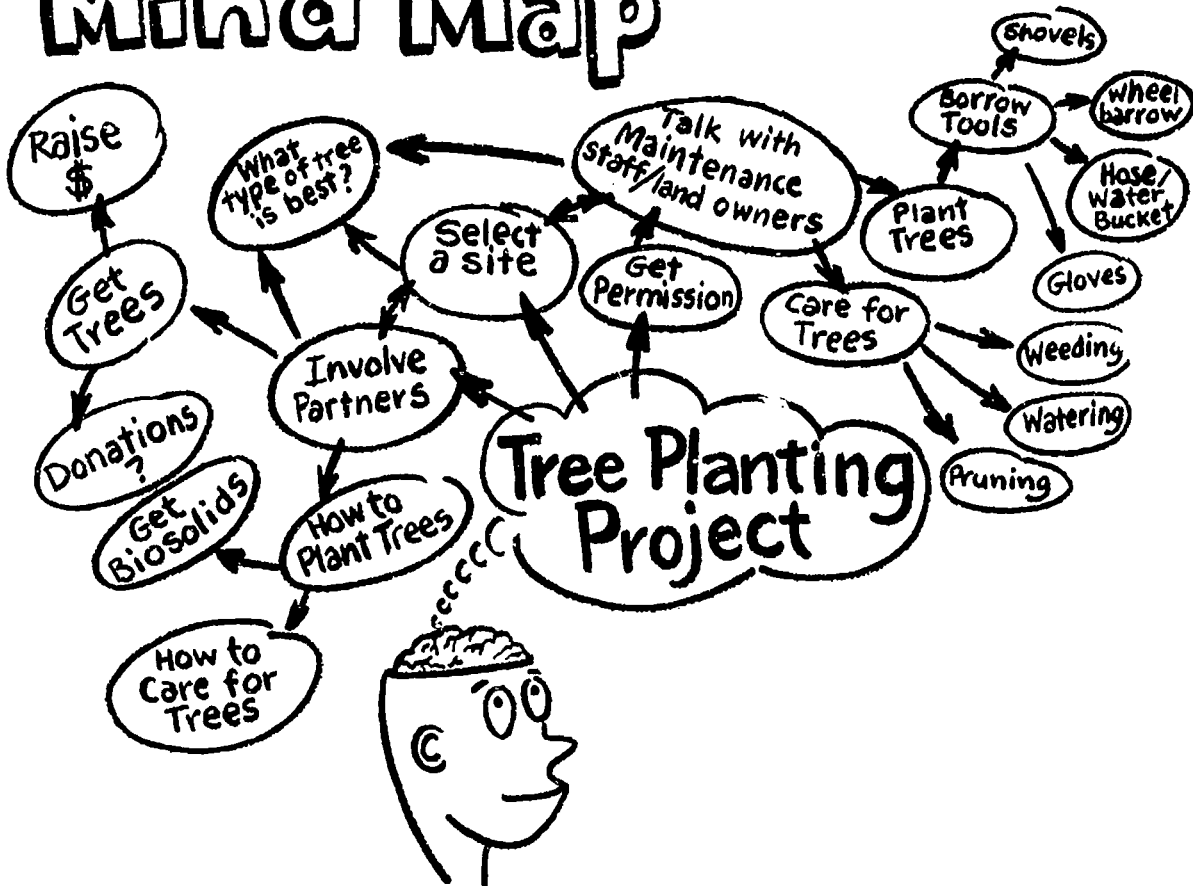 Mind Map
Shovels
Borrow
Tools
Wheel
barrow
Hose/
Water
Bucket
Gloves
Raise
$
What
type of tree
is best?
Talk with
Maintenance
staff/land owners
Plant
Trees
Select
a site
Get
Permission
Get
Trees
Care for
Trees
Weeding
Watering
Pruning
Involve
Partners
Donations
?
Get
Biosolids
How to
Plant Trees
Tree Planting
Project
How to
Care for
Trees